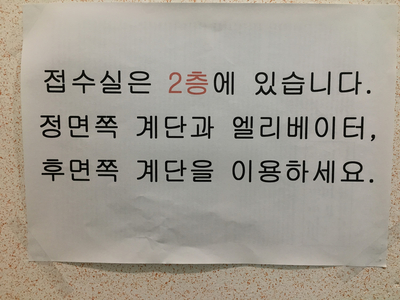 접수실은 2층에 있습니다.
정면쪽 계단과 엘리베이터,
후면쪽 계단을 이용하세요.